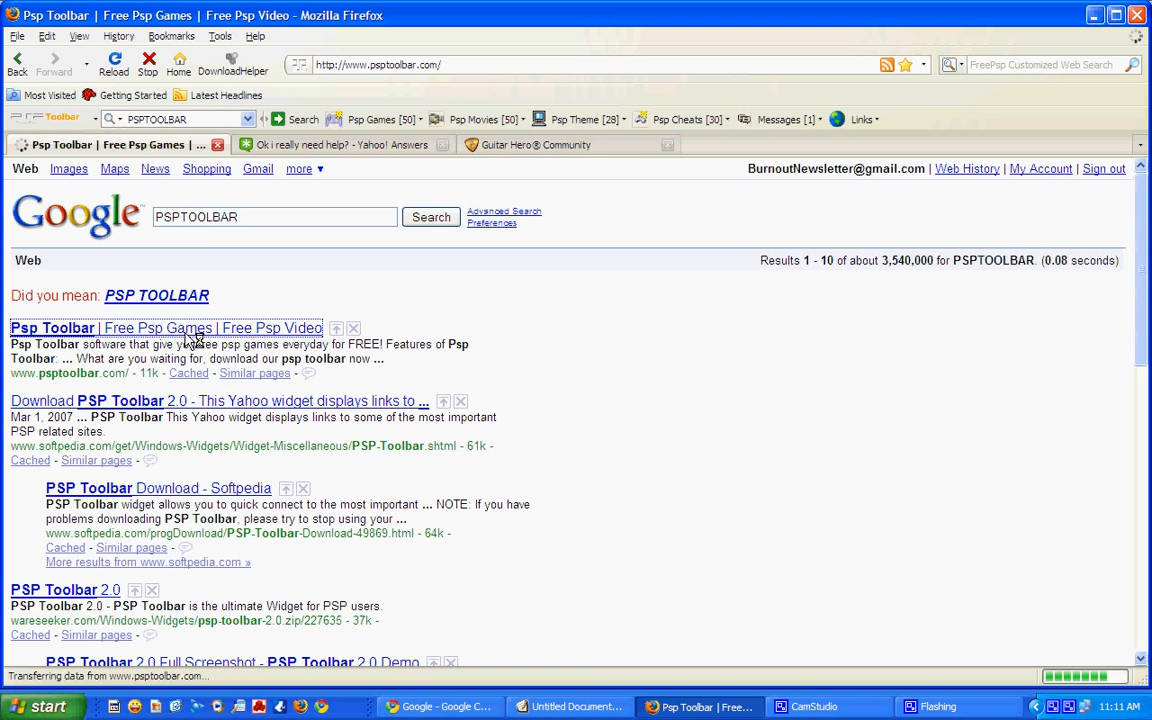 Psp Toolbar | Free Psp Games | Free Psp Video - Mozilla Firefox
File Edit View History Bookmarks Tools Help
Back Forward Reload Stop Home DownloadHelper http://www.psptoolbar.com/ FreePsp Customized Web Search
Most Visited Getting Started Latest Headlines
Toolbar PSPTOOLBAR Search Psp Games [50] Psp Movies [50] Psp Theme [28] Psp Cheats [30] Messages [1] Links
Psp Toolbar | Free Psp Games | ... Ok i really need help? - Yahoo! Answers Guitar Hero® Community
Web Images Maps News Shopping Gmail more ▼ BurnoutNewsletter@gmail.com | Web History | My Account | Sign out
Google™ PSPTOOLBAR Search Advanced Search
Preferences
Web Results 1 - 10 of about 3,540,000 for PSPTOOLBAR. (0.08 seconds)
Did you mean: PSP TOOLBAR
Psp Toolbar | Free Psp Games | Free Psp Video
Psp Toolbar software that give you free psp games everyday for FREE! Features of Psp
Toolbar: ... What are you waiting for, download our psp toolbar now ...
www.psptoolbar.com/ - 11k - Cached - Similar pages -
Download PSP Toolbar 2.0 - This Yahoo widget displays links to ...
Mar 1, 2007 ... PSP Toolbar This Yahoo widget displays links to some of the most important
PSP related sites.
www.softpedia.com/get/Windows-Widgets/Widget-Miscellaneous/PSP-Toolbar.shtml - 61k -
Cached - Similar pages -
PSP Toolbar Download - Softpedia
PSP Toolbar widget allows you to quick connect to the most important ... NOTE: If you have
problems downloading PSP Toolbar, please try to stop using your ...
www.softpedia.com/progDownload/PSP-Toolbar-Download-49869.html - 64k -
Cached - Similar pages -
More results from www.softpedia.com »
PSP Toolbar 2.0
PSP Toolbar 2.0 - PSP Toolbar is the ultimate Widget for PSP users.
wareseeker.com/Windows-Widgets/psp-toolbar-2.0.zip/227635 - 37k -
Cached - Similar pages -
PSP Toolbar 2.0 Full Screenshot - PSP Toolbar 2.0 Demo
Transferring data from www.psptoolbar.com...
start Google - Google C... Untitled Document... Psp Toolbar | Free... CamStudio Flashing 11:11 AM